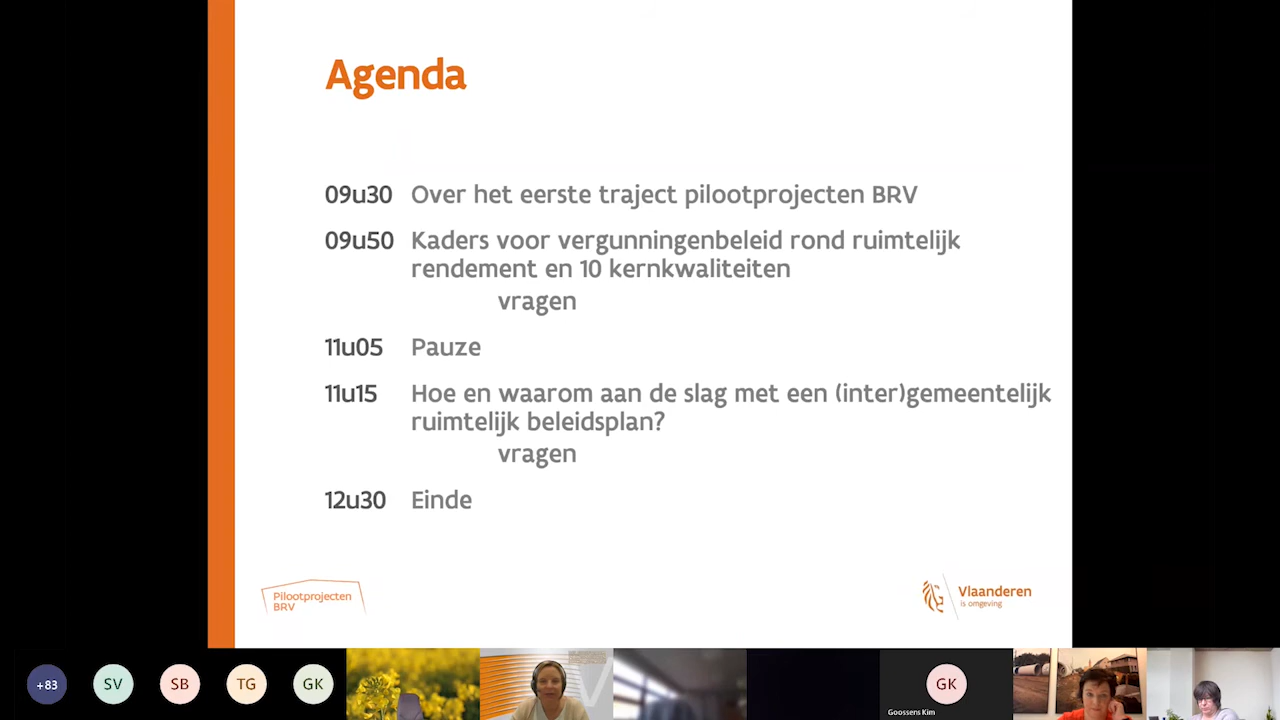 Agenda
09u30 Over het eerste traject pilootprojecten BRV
09u50 Kaders voor vergunningenbeleid rond ruimtelijk
rendement en 10 kernkwaliteiten
vragen
11u05 Pauze
11u15 Hoe en waarom aan de slag met een (inter)gemeentelijk
ruimtelijk beleidsplan?
vragen
12u30 Einde
Pilootprojecten
BRV
Vlaanderen
is omgeving
+83 SV SB TG GK GK
Goossens Kim